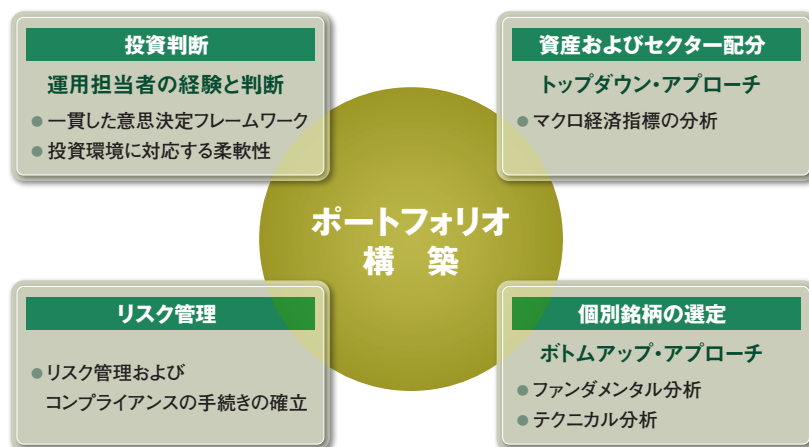 投資判断
運用担当者の経験と判断
● 一貫した意思決定フレームワーク
● 投資環境に対応する柔軟性
資産およびセクター配分
トップダウン・アプローチ
● マクロ経済指標の分析
ポートフォリオ
構　築
リスク管理
● リスク管理および
コンプライアンスの手続きの確立
個別銘柄の選定
ボトムアップ・アプローチ
● ファンダメンタル分析
● テクニカル分析